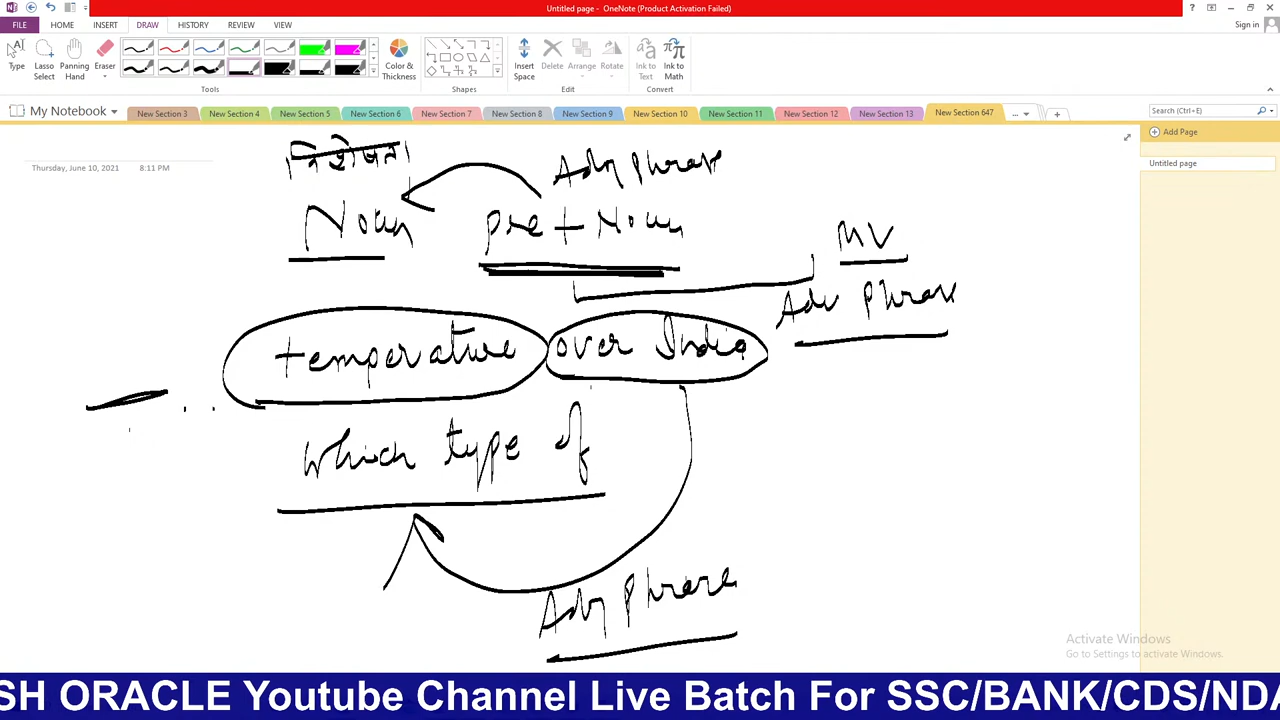 Untitled page - OneNote (Product Activation Failed)
FILE HOME INSERT DRAW HISTORY REVIEW VIEW
Sign in
Type
Lasso Select
Panning Hand
Eraser
Color & Thickness
Insert Space
Delete
Arrange
Rotate
Ink to Text
Ink to Math
Tools Shapes Edit Convert
My Notebook New Section 3 New Section 4 New Section 5 New Section 6 New Section 7 New Section 8 New Section 9 New Section 10 New Section 11 New Section 12 New Section 13 New Section 647 ...
Search (Ctrl+E)
Add Page
Untitled page
Thursday, June 10, 2021 8:11 PM
Adj Phrase
Noun Pre + Noun
MV
Adv Phrase
temperature over India
which type of
Adj Phrase
Activate Windows
Go to Settings to activate Windows.
SH ORACLE Youtube Channel Live Batch For SSC/BANK/CDS/NDA